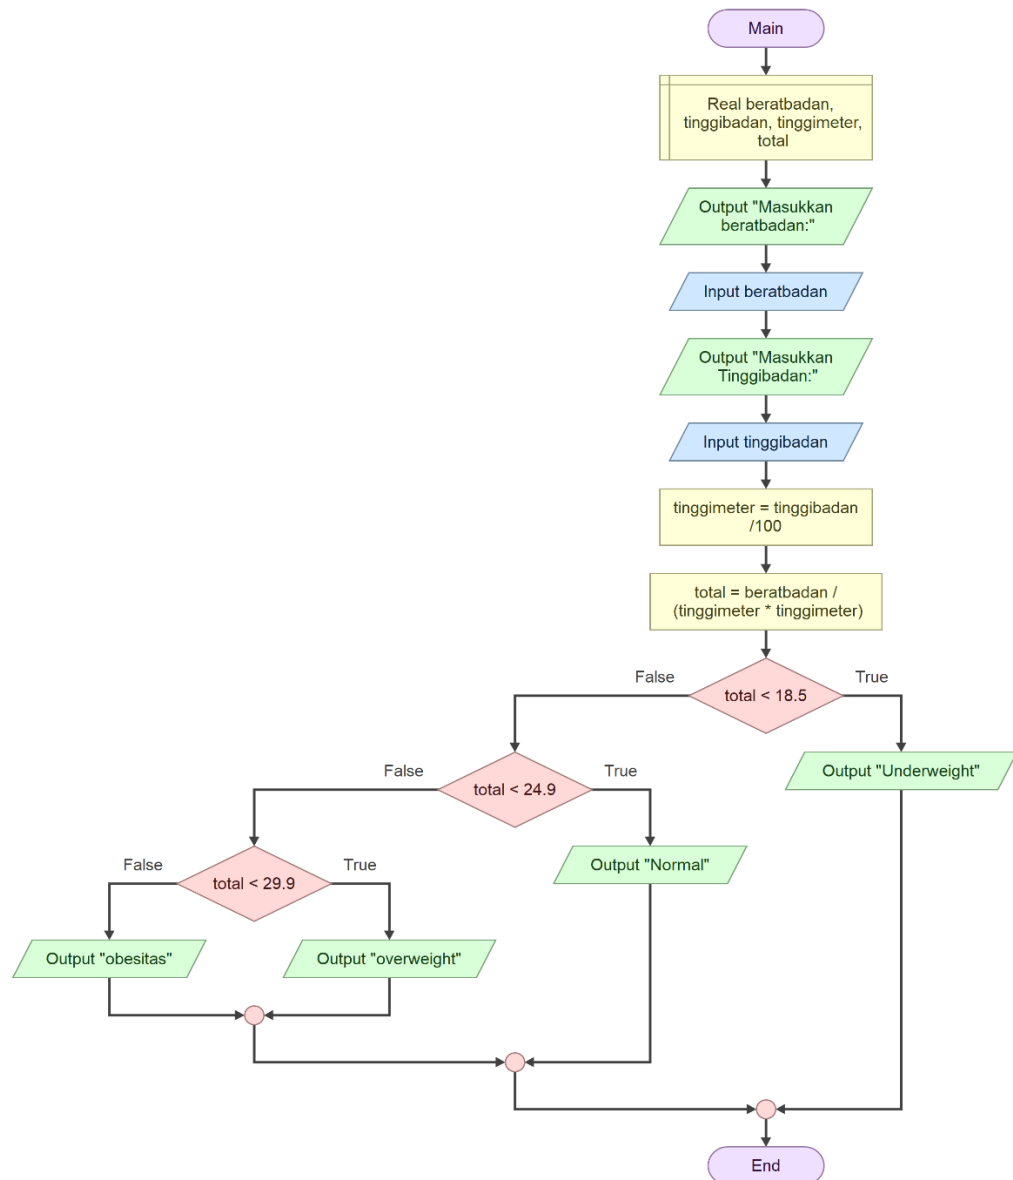 Main
Real beratbadan,
tinggibadan, tinggimeter,
total
Output "Masukkan
beratbadan:"
Input beratbadan
Output "Masukkan
Tinggibadan:"
Input tinggibadan
tinggimeter = tinggibadan
/100
total = beratbadan /
(tinggimeter * tinggimeter)
False
True
total < 18.5
Output "Underweight"
False
True
total < 24.9
Output "Normal"
False
True
total < 29.9
Output "obesitas"
Output "overweight"
End